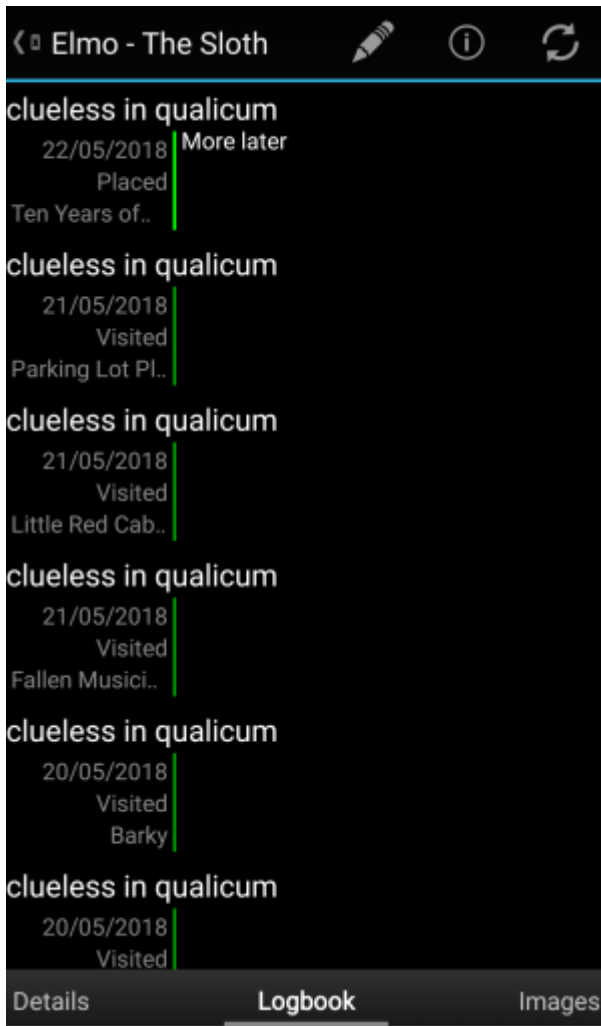 Elmo - The Sloth
clueless in qualicum
22/05/2018
More later
Placed
Ten Years of..
clueless in qualicum
21/05/2018
Visited
Parking Lot Pl..
clueless in qualicum
21/05/2018
Visited
Little Red Cab..
clueless in qualicum
21/05/2018
Visited
Fallen Musici..
clueless in qualicum
20/05/2018
Visited
Barky
clueless in qualicum
20/05/2018
Visited
Details Logbook Images